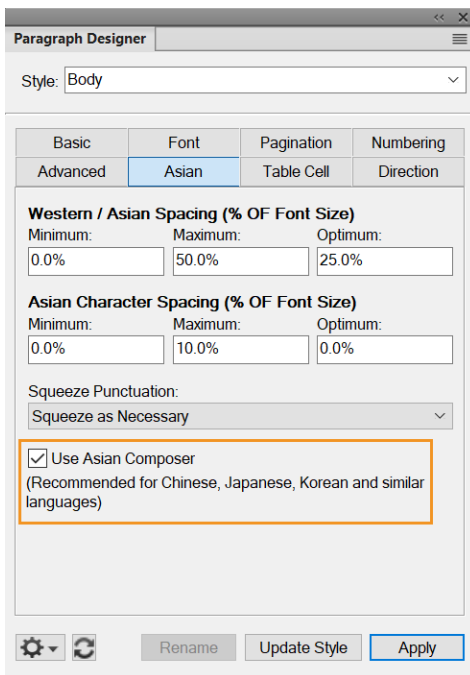 Paragraph Designer
Style: Body
Basic Font Pagination Numbering
Advanced Asian Table Cell Direction
Western / Asian Spacing (% OF Font Size)
Minimum: Maximum: Optimum:
0.0% 50.0% 25.0%
Asian Character Spacing (% OF Font Size)
Minimum: Maximum: Optimum:
0.0% 10.0% 0.0%
Squeeze Punctuation:
Squeeze as Necessary
Use Asian Composer
(Recommended for Chinese, Japanese, Korean and similar
languages)
Rename Update Style Apply